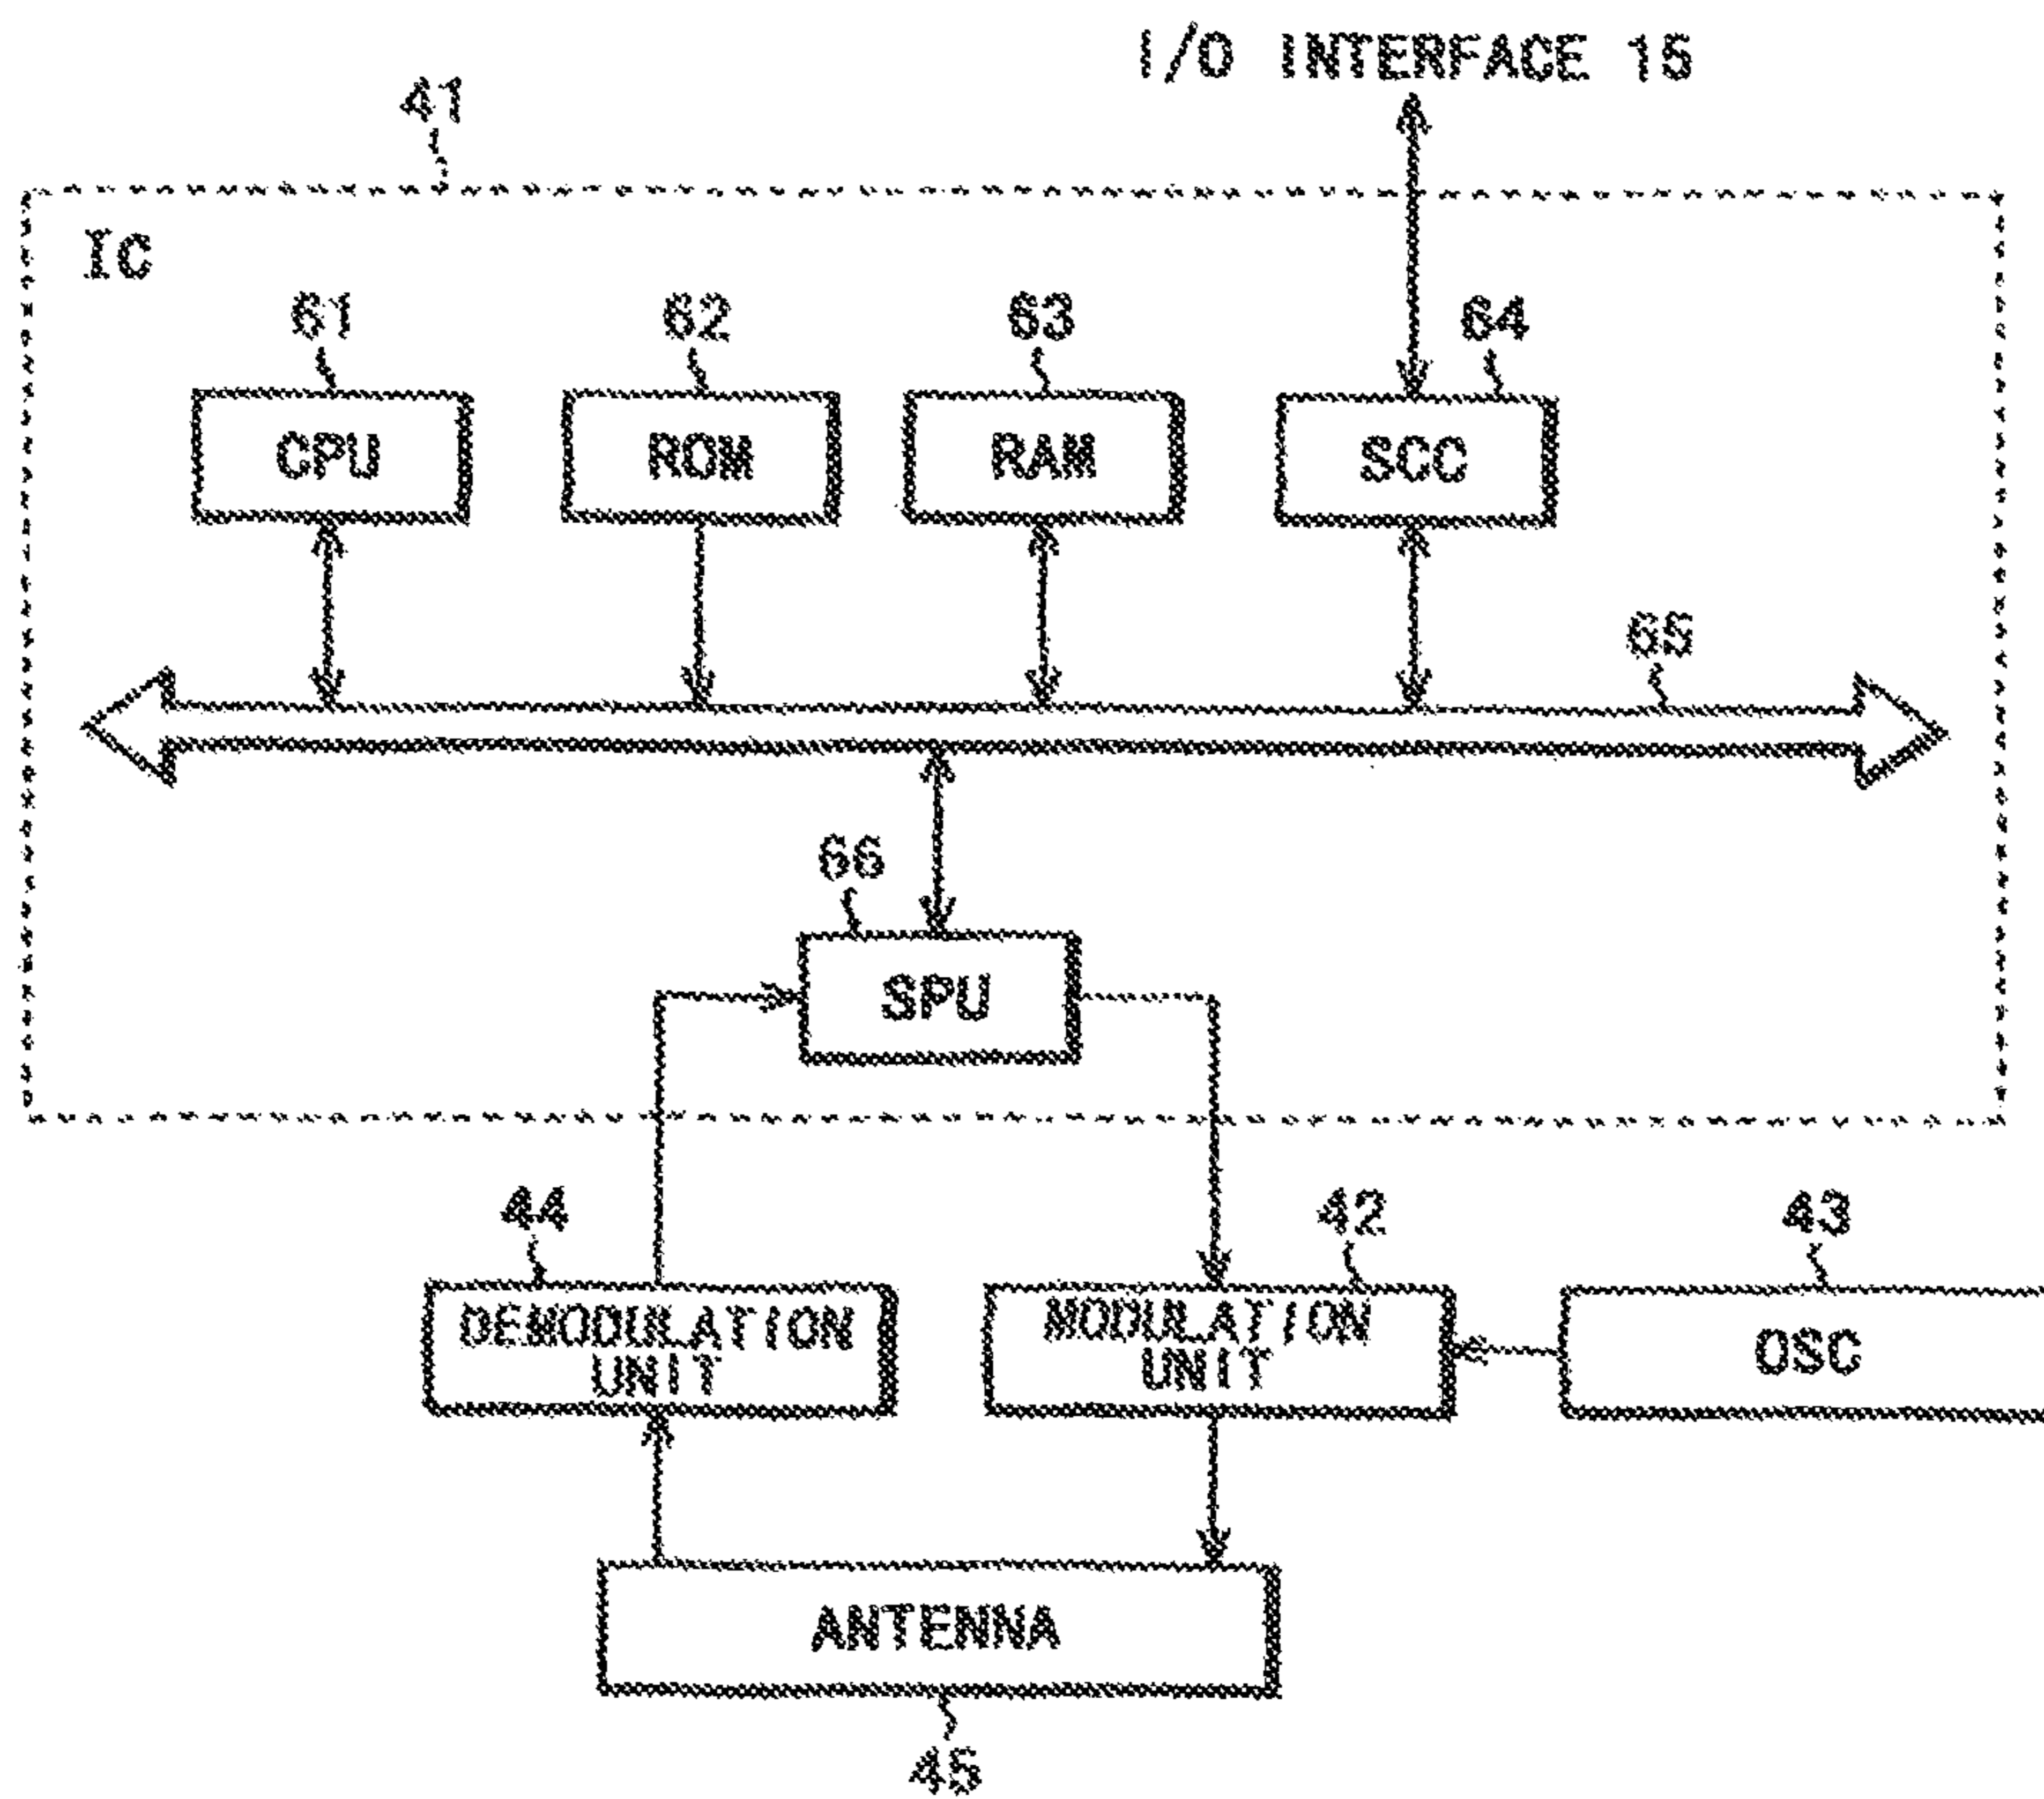 I/O INTERFACE 15
41
IC
61
62
63
64
CPU
ROM
RAM
SCC
65
66
SPU
44
42
43
DEMODULATION
UNIT
MODULATION
UNIT
OSC
ANTENNA
45